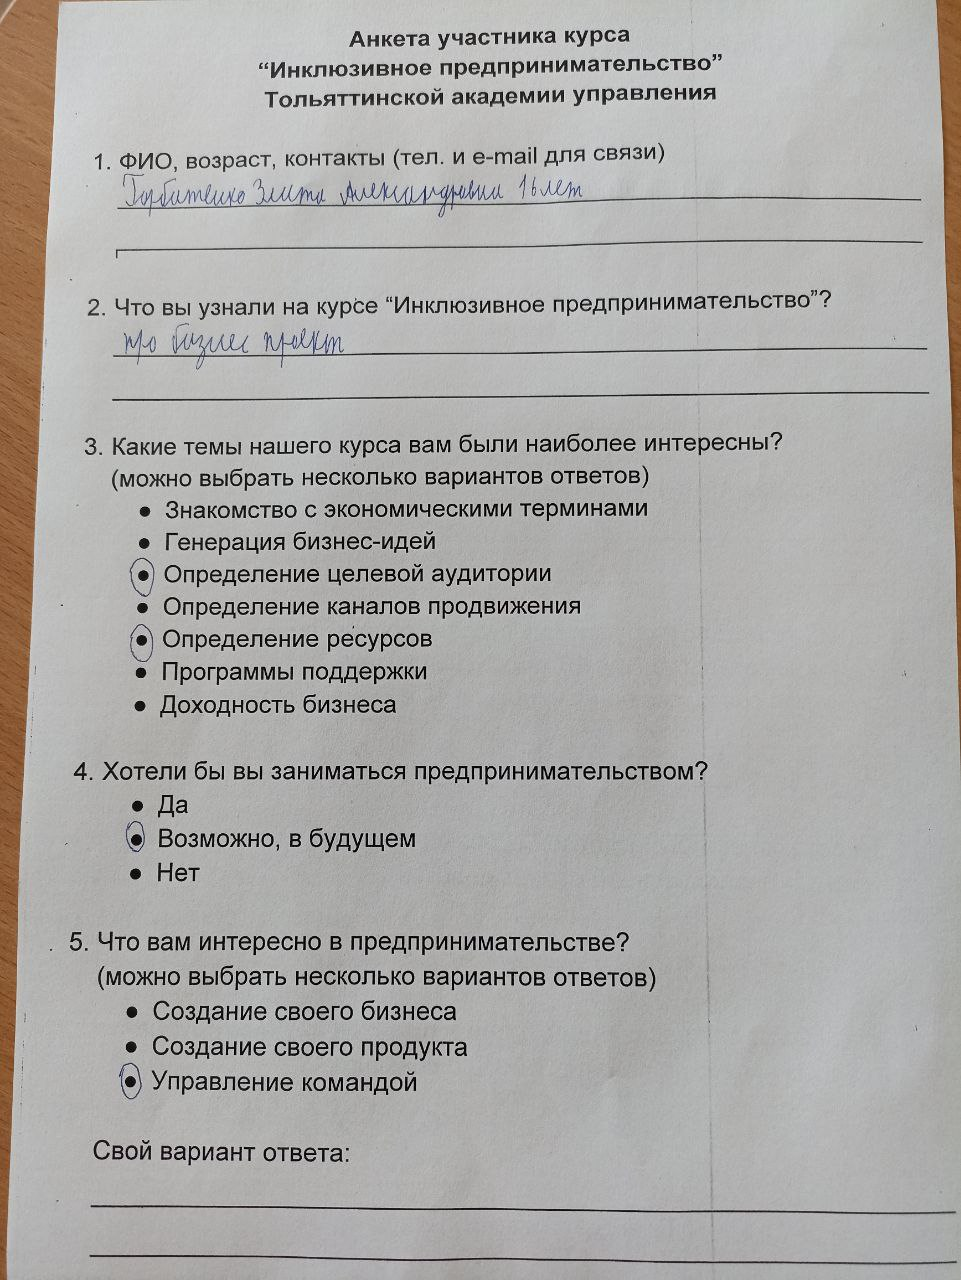 Анкета участника курса
“Инклюзивное предпринимательство”
Тольяттинской академии управления
1. ФИО, возраст, контакты (тел. и e-mail для связи)
Горбатенко Злата Александровна 16 лет
2. Что вы узнали на курсе “Инклюзивное предпринимательство”?
про бизнес проект
3. Какие темы нашего курса вам были наиболее интересны?
(можно выбрать несколько вариантов ответов)
● Знакомство с экономическими терминами
● Генерация бизнес-идей
● Определение целевой аудитории
● Определение каналов продвижения
● Определение ресурсов
● Программы поддержки
● Доходность бизнеса
4. Хотели бы вы заниматься предпринимательством?
● Да
● Возможно, в будущем
● Нет
5. Что вам интересно в предпринимательстве?
(можно выбрать несколько вариантов ответов)
● Создание своего бизнеса
● Создание своего продукта
● Управление командой
Свой вариант ответа: